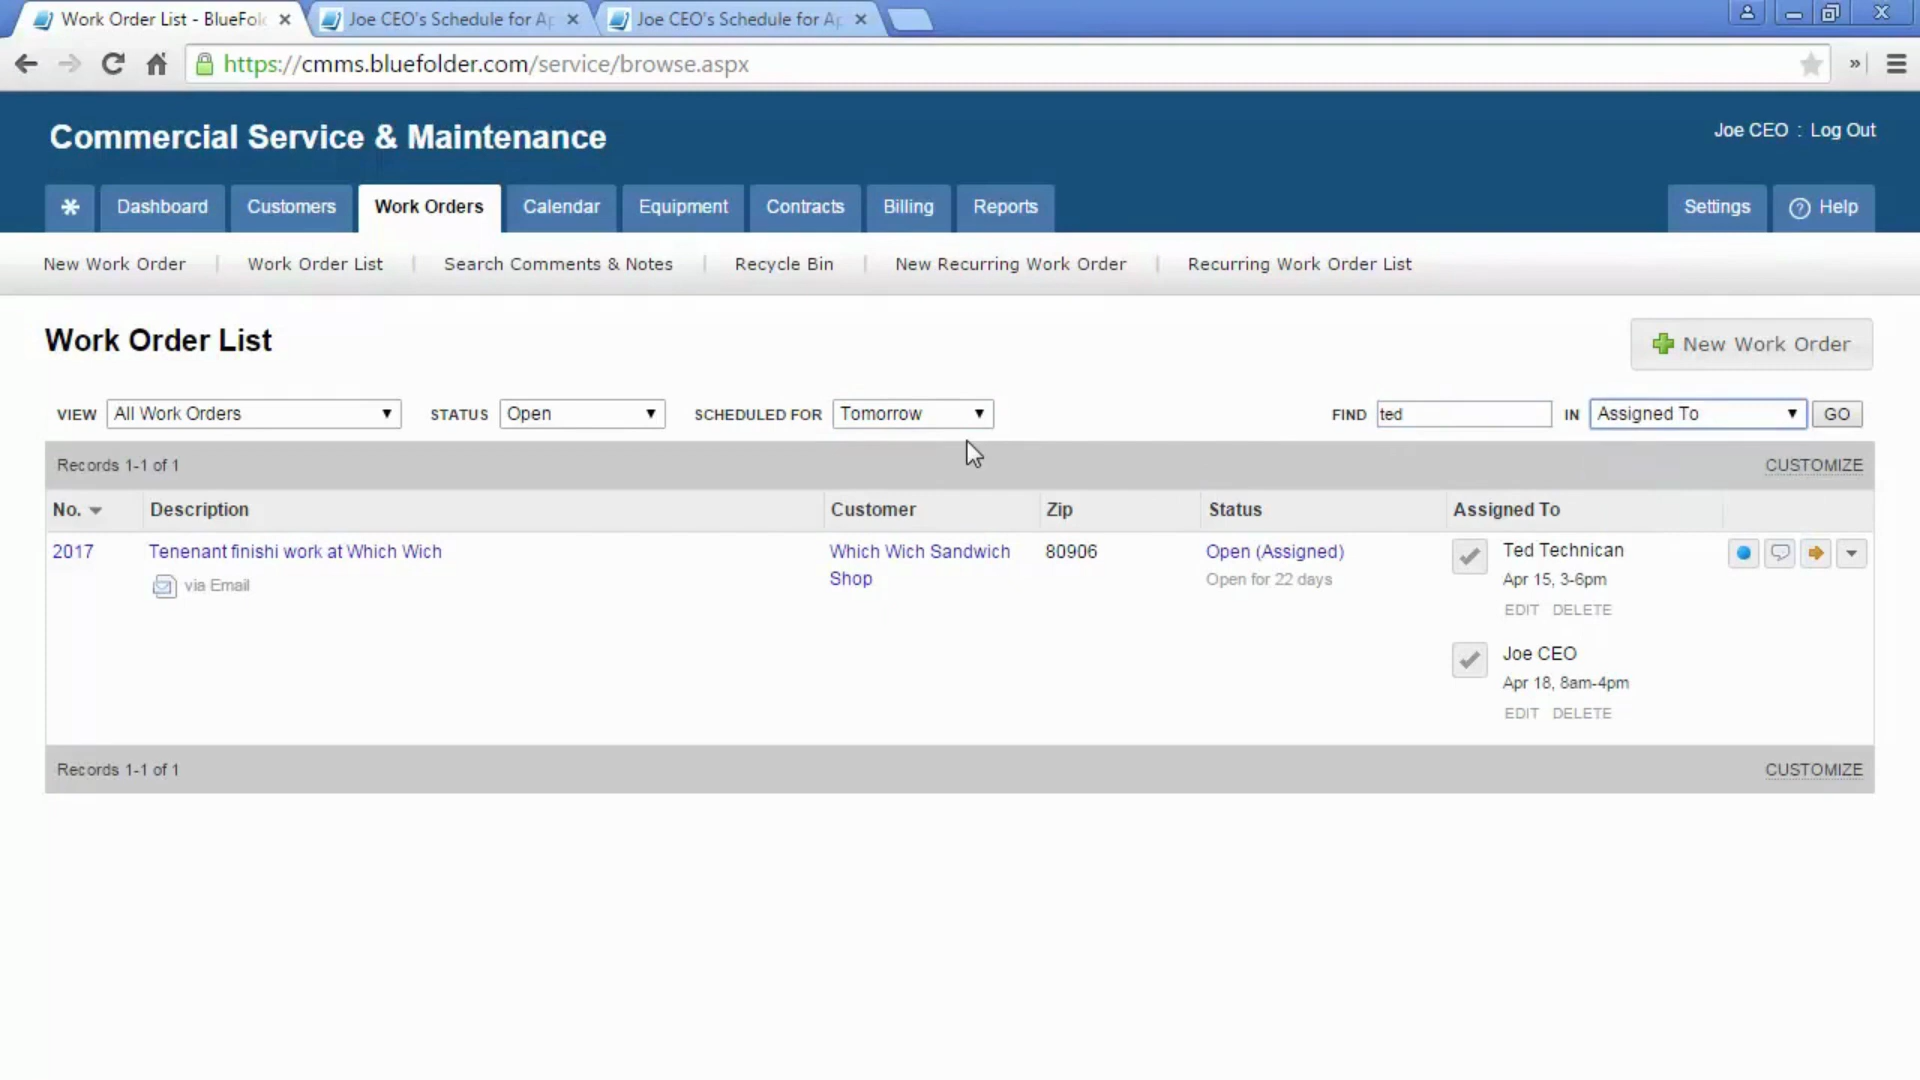 Work Order List - BlueFol
Joe CEO's Schedule for Ap
Joe CEO's Schedule for Ap
https://cmms.bluefolder.com/service/browse.aspx
Commercial Service & Maintenance
Joe CEO : Log Out
Dashboard Customers Work Orders Calendar Equipment Contracts Billing Reports Settings Help
New Work Order | Work Order List | Search Comments & Notes | Recycle Bin | New Recurring Work Order | Recurring Work Order List
Work Order List
New Work Order
VIEW All Work Orders STATUS Open SCHEDULED FOR Tomorrow FIND ted IN Assigned To GO
Records 1-1 of 1 CUSTOMIZE
No. Description Customer Zip Status Assigned To
2017 Tenenant finishi work at Which Wich Which Wich Sandwich 80906 Open (Assigned) Ted Technican
via Email Shop Open for 22 days Apr 15, 3-6pm
EDIT DELETE
Joe CEO
Apr 18, 8am-4pm
EDIT DELETE
Records 1-1 of 1 CUSTOMIZE